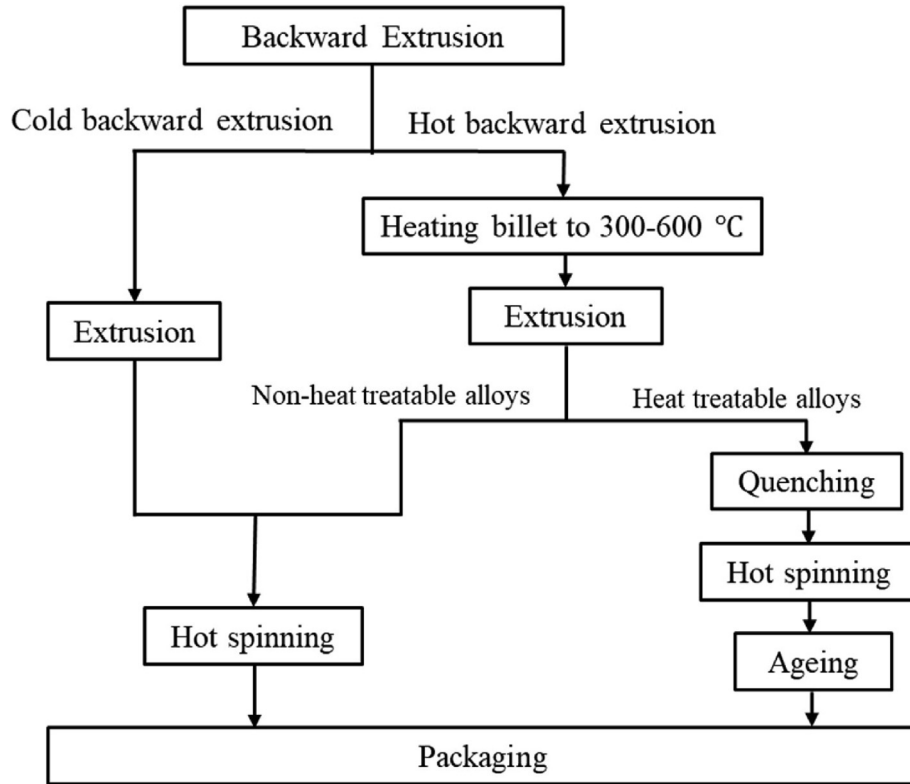 Backward Extrusion
Cold backward extrusion
Hot backward extrusion
Heating billet to 300-600 ℃
Extrusion
Extrusion
Non-heat treatable alloys
Heat treatable alloys
Quenching
Hot spinning
Hot spinning
Ageing
Packaging